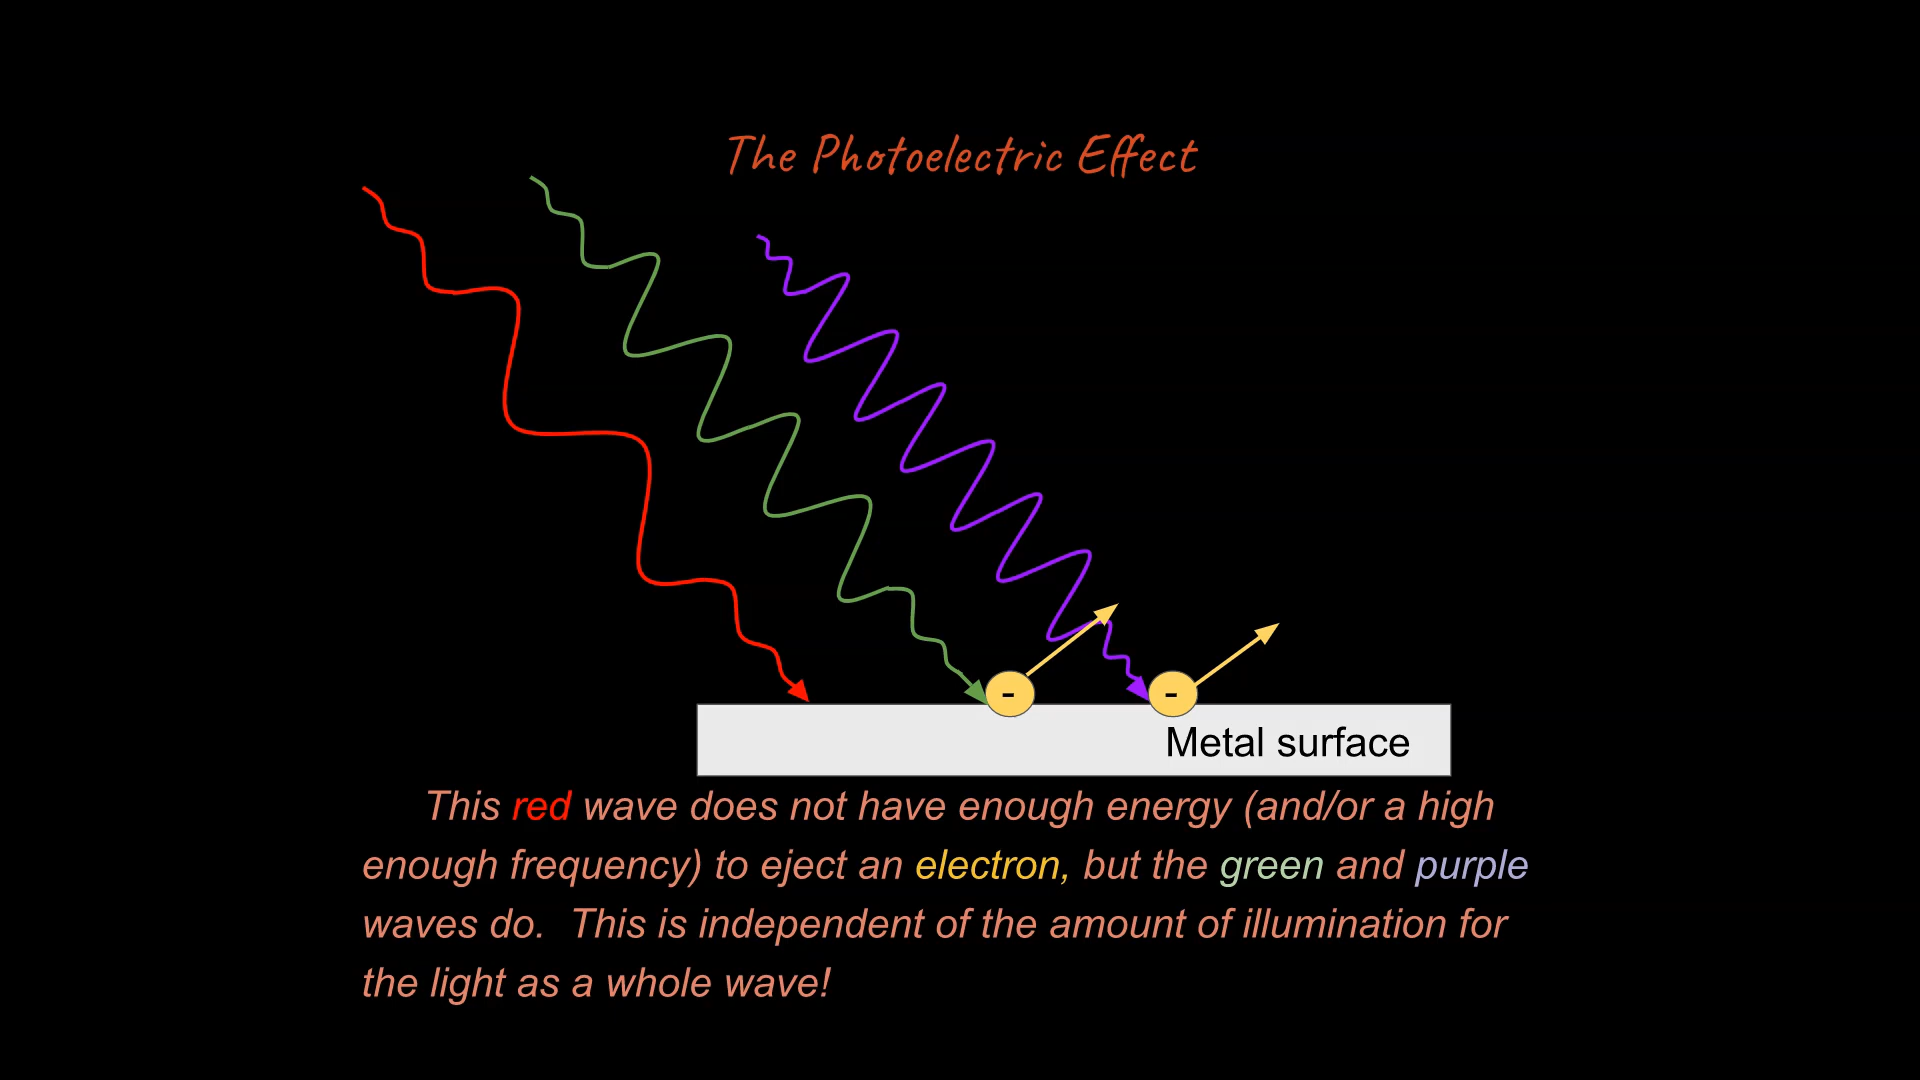 The Photoelectric Effect
-
-
Metal surface
This red wave does not have enough energy (and/or a high
enough frequency) to eject an electron, but the green and purple
waves do.  This is independent of the amount of illumination for
the light as a whole wave!